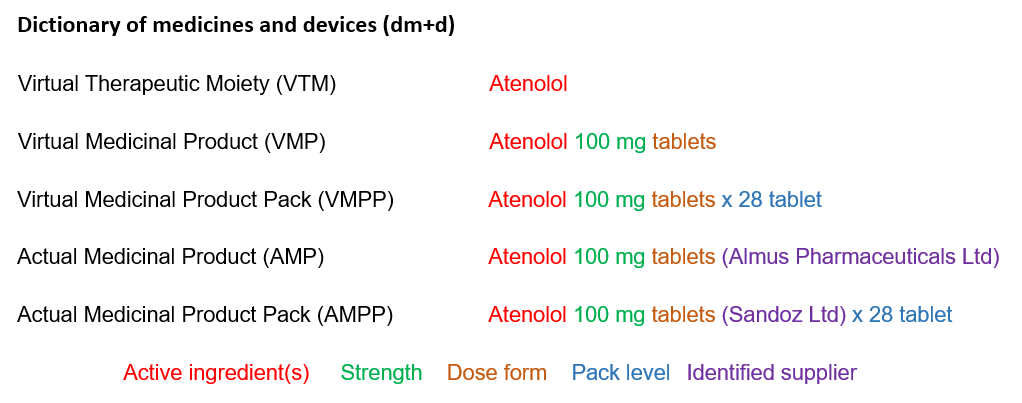 Dictionary of medicines and devices (dm+d)
Virtual Therapeutic Moiety (VTM) Atenolol
Virtual Medicinal Product (VMP) Atenolol 100 mg tablets
Virtual Medicinal Product Pack (VMPP) Atenolol 100 mg tablets x 28 tablet
Actual Medicinal Product (AMP) Atenolol 100 mg tablets (Almus Pharmaceuticals Ltd)
Actual Medicinal Product Pack (AMPP) Atenolol 100 mg tablets (Sandoz Ltd) x 28 tablet
Active ingredient(s) Strength Dose form Pack level Identified supplier